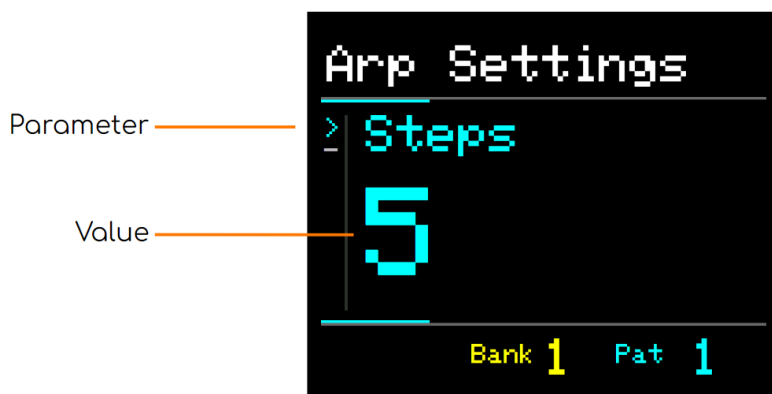 Arp Settings
Parameter
> Steps
Value
5
Bank 1 Pat 1